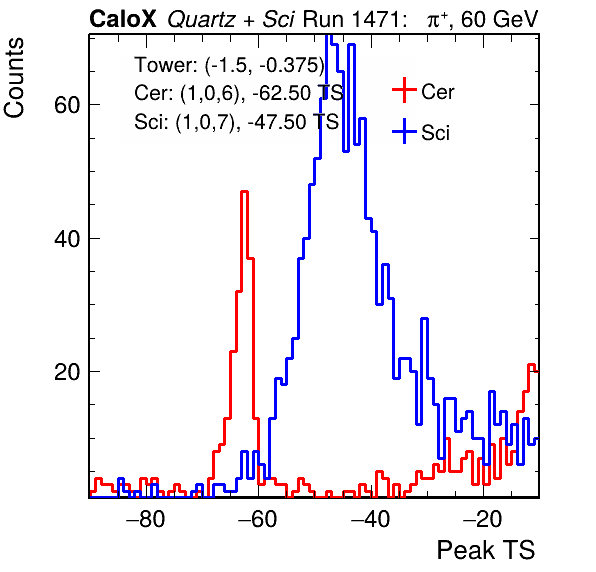 CaloX Quartz + Sci Run 1471: π⁺, 60 GeV
Counts
Tower: (-1.5, -0.375)
Cer: (1,0,6), -62.50 TS
Sci: (1,0,7), -47.50 TS
Cer
Sci
60
40
20
−80 −60 −40 −20
Peak TS